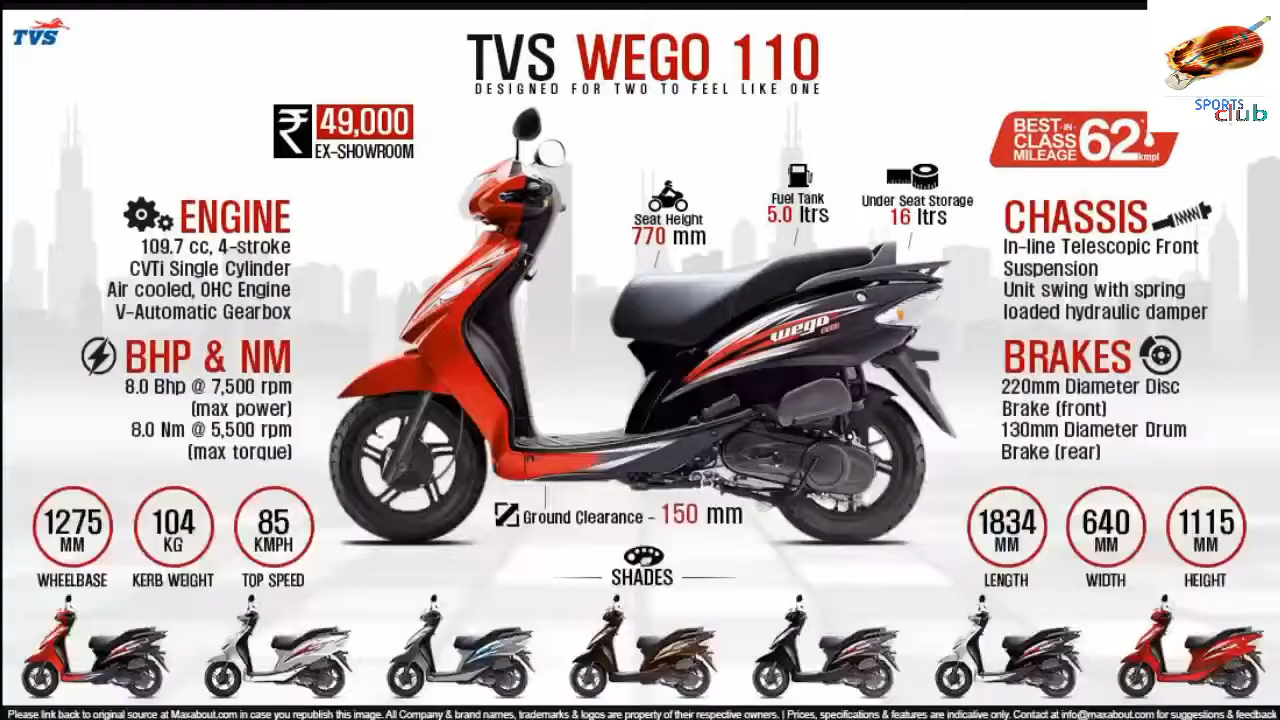 TVS
TVS WEGO 110
DESIGNED FOR TWO TO FEEL LIKE ONE
₹ 49,000
EX-SHOWROOM
SPORTS
club
BEST-IN-
CLASS
MILEAGE
62 kmpl
ENGINE
109.7 cc, 4-stroke
CVTi Single Cylinder
Air cooled, OHC Engine
V-Automatic Gearbox
BHP & NM
8.0 Bhp @ 7,500 rpm
(max power)
8.0 Nm @ 5,500 rpm
(max torque)
Seat Height
770 mm
Fuel Tank
5.0 ltrs
Under Seat Storage
16 ltrs
wego
CHASSIS
In-line Telescopic Front
Suspension
Unit swing with spring
loaded hydraulic damper
BRAKES
220mm Diameter Disc
Brake (front)
130mm Diameter Drum
Brake (rear)
1275
MM
WHEELBASE
104
KG
KERB WEIGHT
85
KMPH
TOP SPEED
Ground Clearance - 150 mm
1834
MM
LENGTH
640
MM
WIDTH
1115
MM
HEIGHT
SHADES
Please link back to original source at Maxabout.com in case you republish this image. All Company & brand names, trademarks & logos are property of their respective owners. | Prices, specifications & features are indicative only. Contact at info@maxabout.com for suggestions & feedback